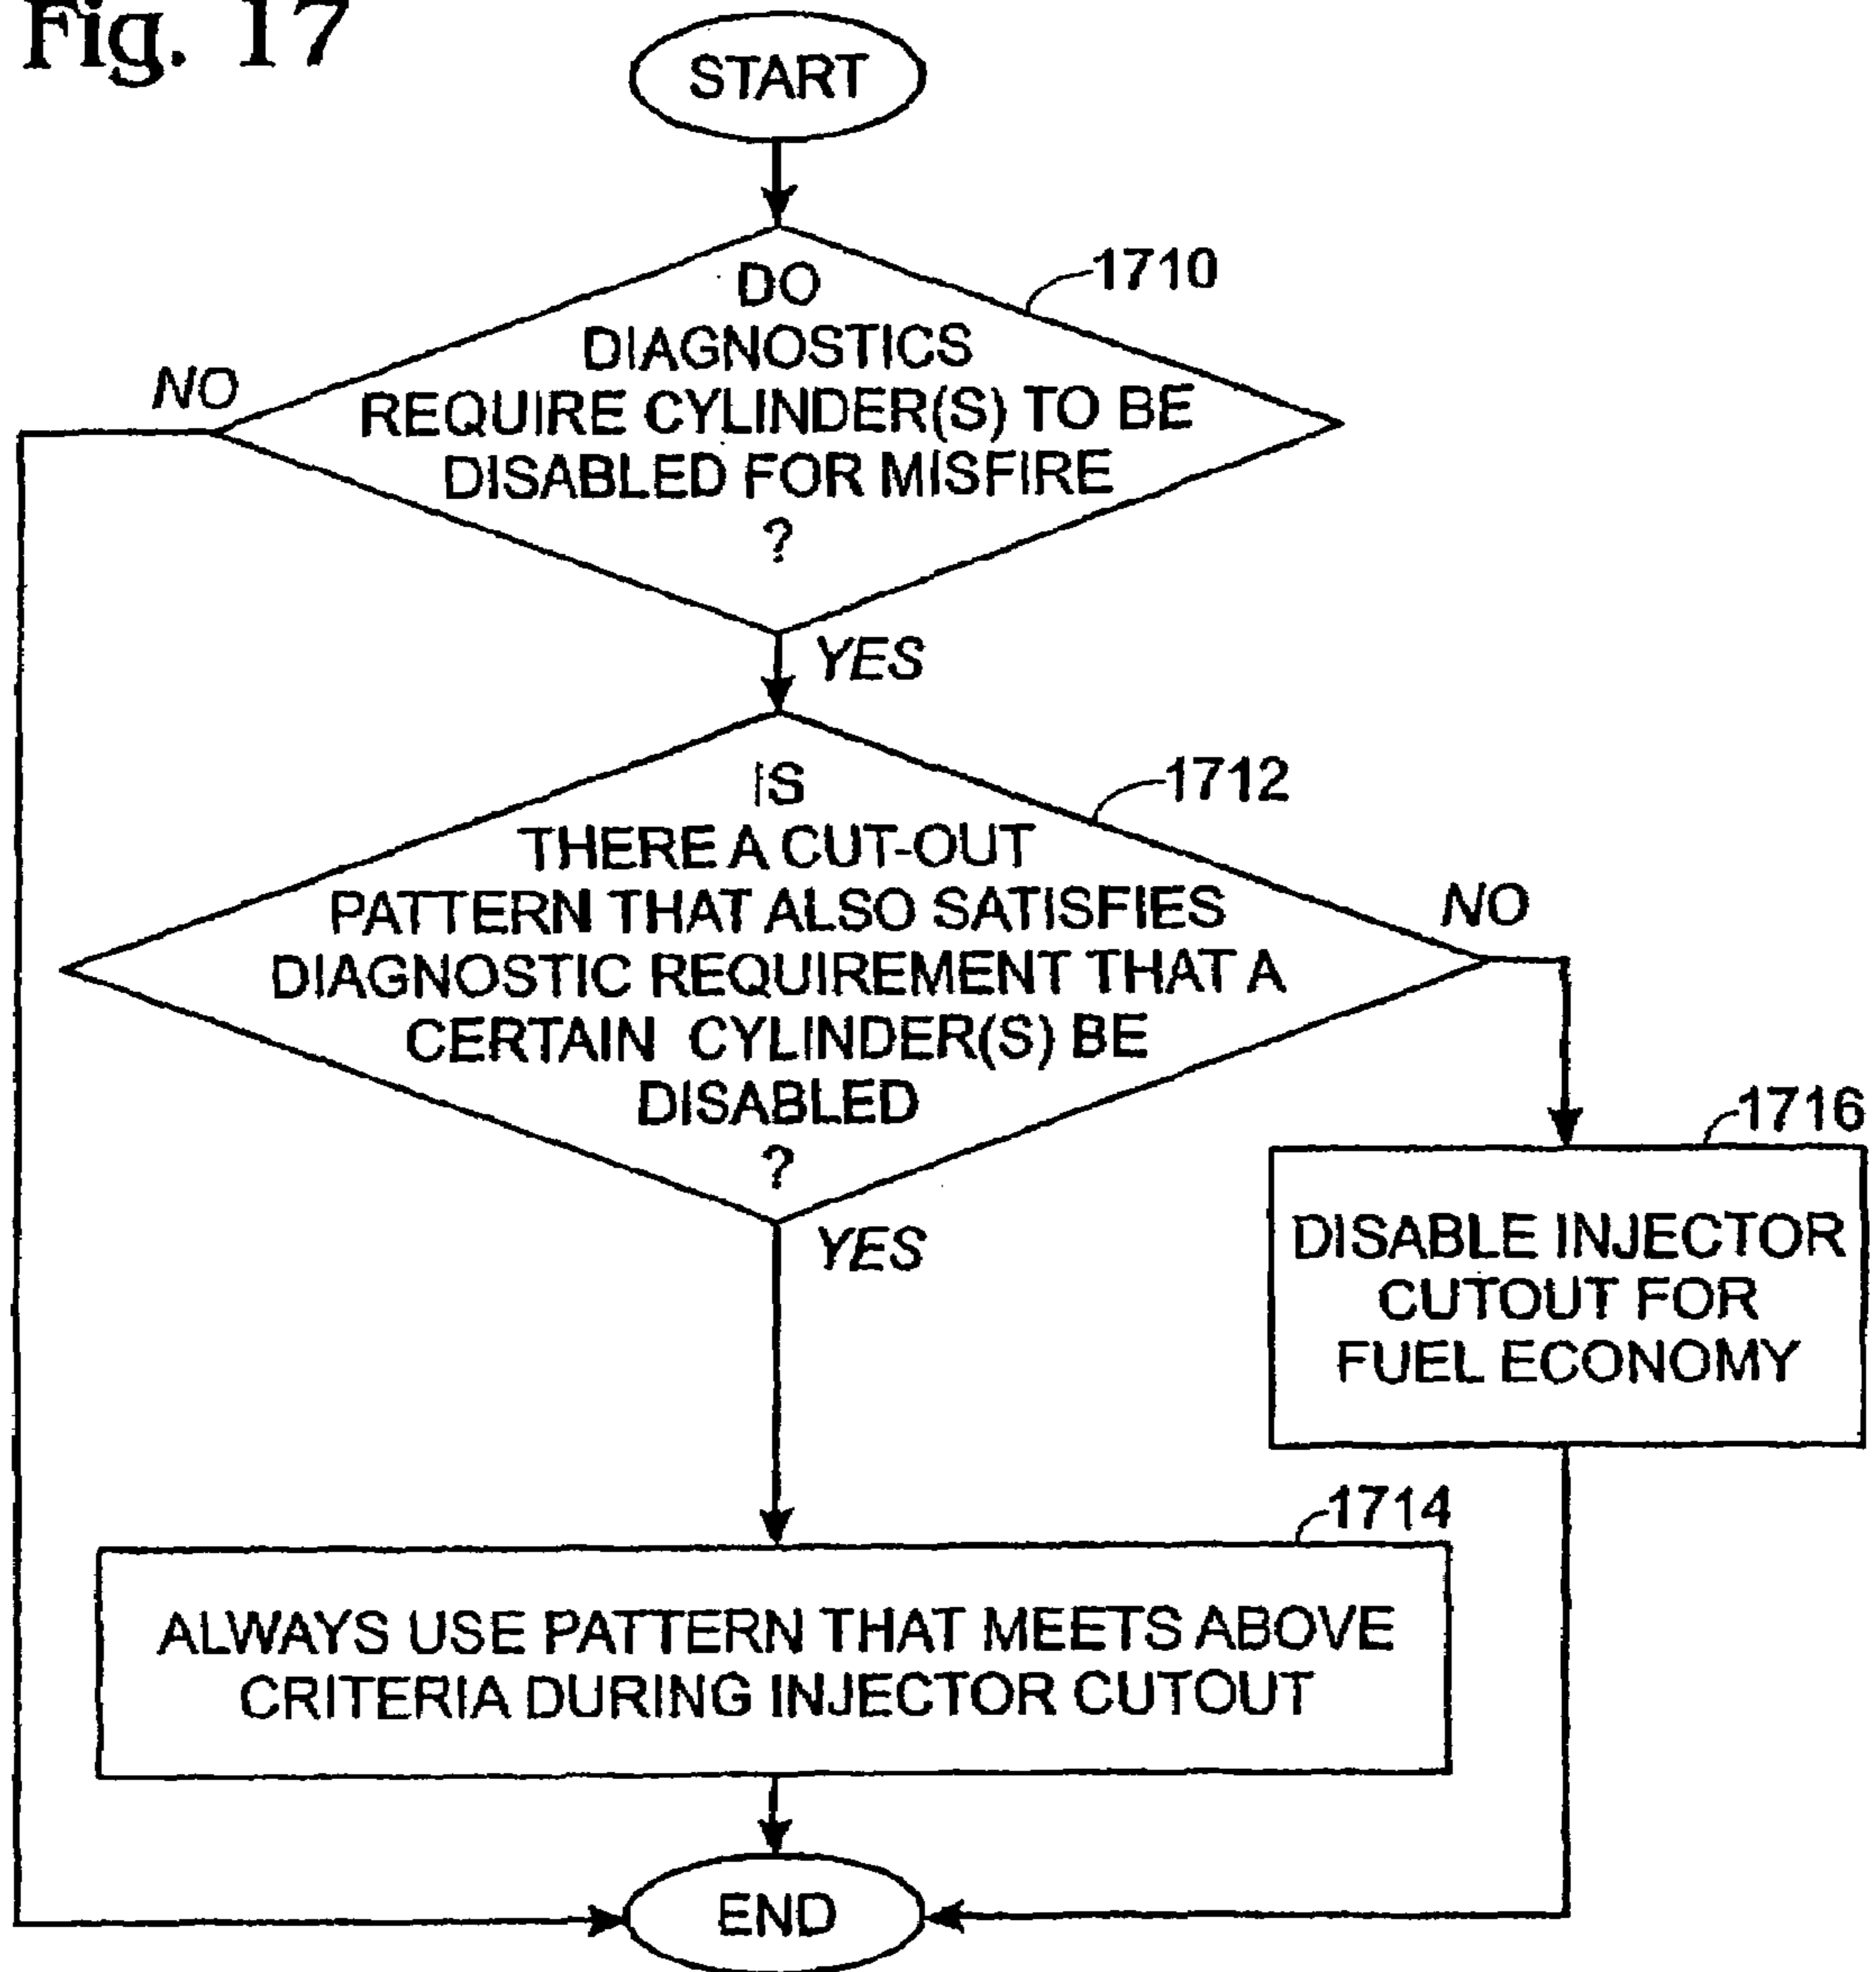 Fig. 17
START
1710
DO
DIAGNOSTICS
REQUIRE CYLINDER(S) TO BE
DISABLED FOR MISFIRE
?
NO
YES
1712
IS
THERE A CUT-OUT
PATTERN THAT ALSO SATISFIES
DIAGNOSTIC REQUIREMENT THAT A
CERTAIN CYLINDER(S) BE
DISABLED
?
NO
YES
1716
DISABLE INJECTOR
CUTOUT FOR
FUEL ECONOMY
1714
ALWAYS USE PATTERN THAT MEETS ABOVE
CRITERIA DURING INJECTOR CUTOUT
END